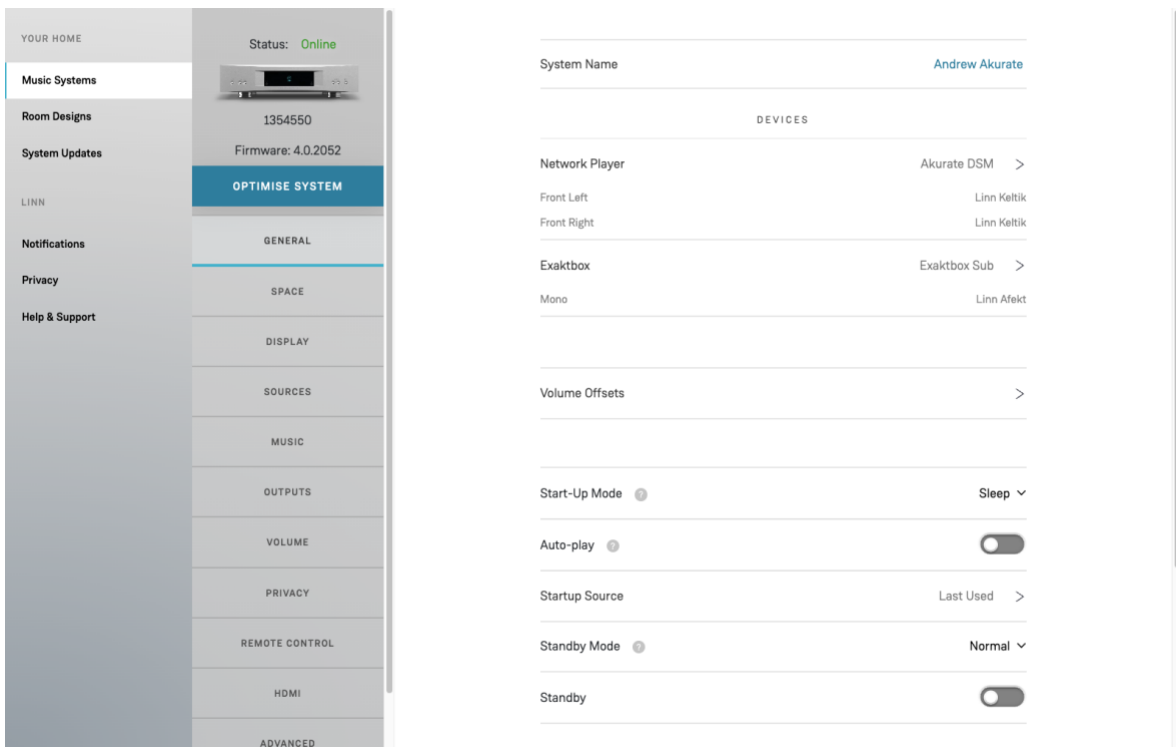 YOUR HOME
Music Systems
Room Designs
System Updates
LINN
Notifications
Privacy
Help & Support
Status: Online
1354550
Firmware: 4.0.2052
OPTIMISE SYSTEM
GENERAL
SPACE
DISPLAY
SOURCES
MUSIC
OUTPUTS
VOLUME
PRIVACY
REMOTE CONTROL
HDMI
ADVANCED
System Name Andrew Akurate
DEVICES
Network Player Akurate DSM >
Front Left Linn Keltik
Front Right Linn Keltik
Exaktbox Exaktbox Sub >
Mono Linn Afekt
Volume Offsets >
Start-Up Mode ? Sleep
Auto-play ?
Startup Source Last Used >
Standby Mode ? Normal
Standby